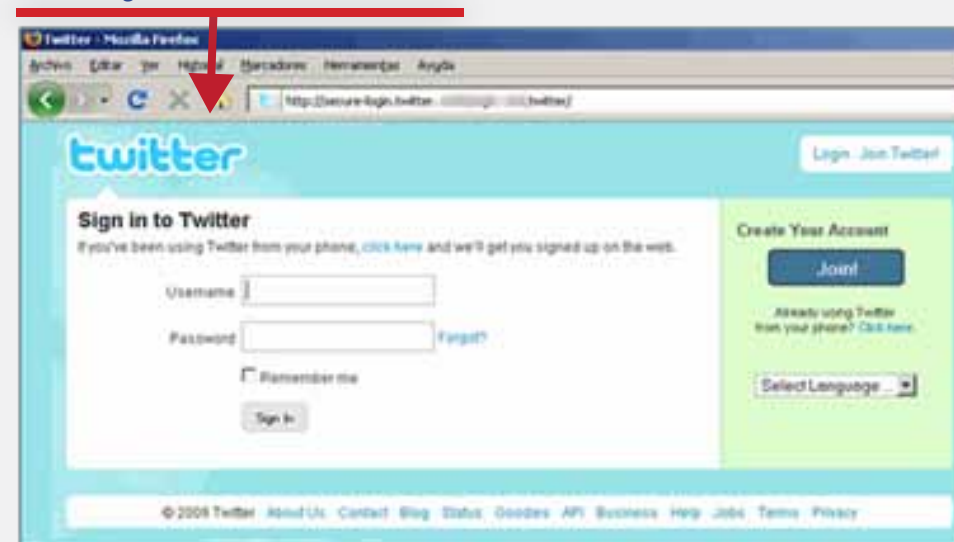 Twitter - Mozilla Firefox
Archivo Editar Ver Historial Marcadores Herramientas Ayuda
http://secure-login.twitter. twitter/
twitter
Login Join Twitter!
Sign in to Twitter
If you've been using Twitter from your phone, click here and we'll get you signed up on the web.
Username
Password
Forgot?
Remember me
Sign In
Create Your Account
Join!
Already using Twitter
from your phone? Click here.
Select Language...
© 2009 Twitter About Us Contact Blog Status Goodies API Business Help Jobs Terms Privacy